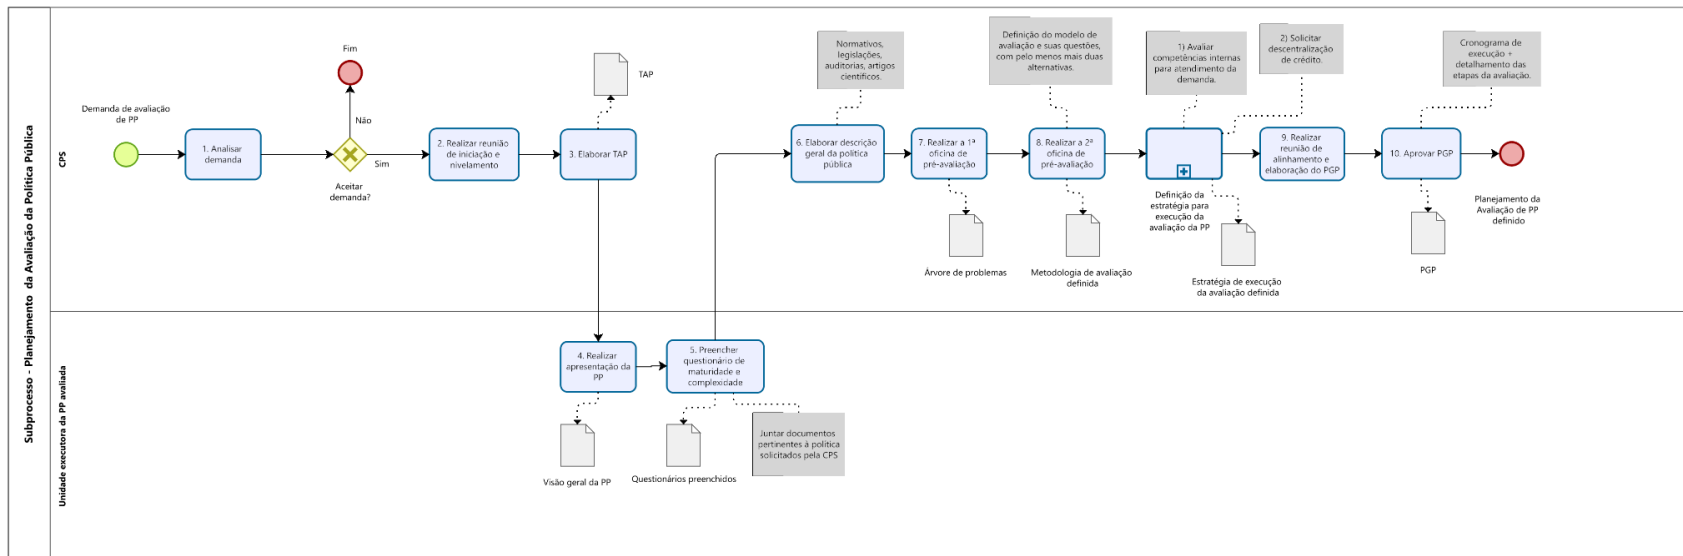 Subprocesso - Planejamento da Avaliação da Política Pública
CPS
Demanda de avaliação
de PP
1. Analisar
demanda
Fim
Não
Sim
Aceitar
demanda?
2. Realizar reunião
de iniciação e
nivelamento
3. Elaborar TAP
TAP
Normativos,
legislações,
auditorias, artigos
científicos.
6. Elaborar descrição
geral da política
pública
7. Realizar a 1ª
oficina de
pré-avaliação
Árvore de problemas
Definição do modelo de
avaliação e suas questões,
com pelo menos mais duas
alternativas.
8. Realizar a 2ª
oficina de
pré-avaliação
Metodologia de avaliação
definida
1) Avaliar
competências internas
para atendimento da
demanda.
2) Solicitar
descentralização
de crédito.
Definição da
estratégia para
execução da
avaliação da PP
Estratégia de execução
da avaliação definida
9. Realizar
reunião de
alinhamento e
elaboração do PGP
Cronograma de
execução +
detalhamento das
etapas da avaliação.
10. Aprovar PGP
PGP
Planejamento da
Avaliação de PP
definido
Unidade executora da PP avaliada
4. Realizar
apresentação da
PP
Visão geral da PP
5. Preencher
questionário de
maturidade e
complexidade
Questionários preenchidos
Juntar documentos
pertinentes à política
solicitados pela CPS